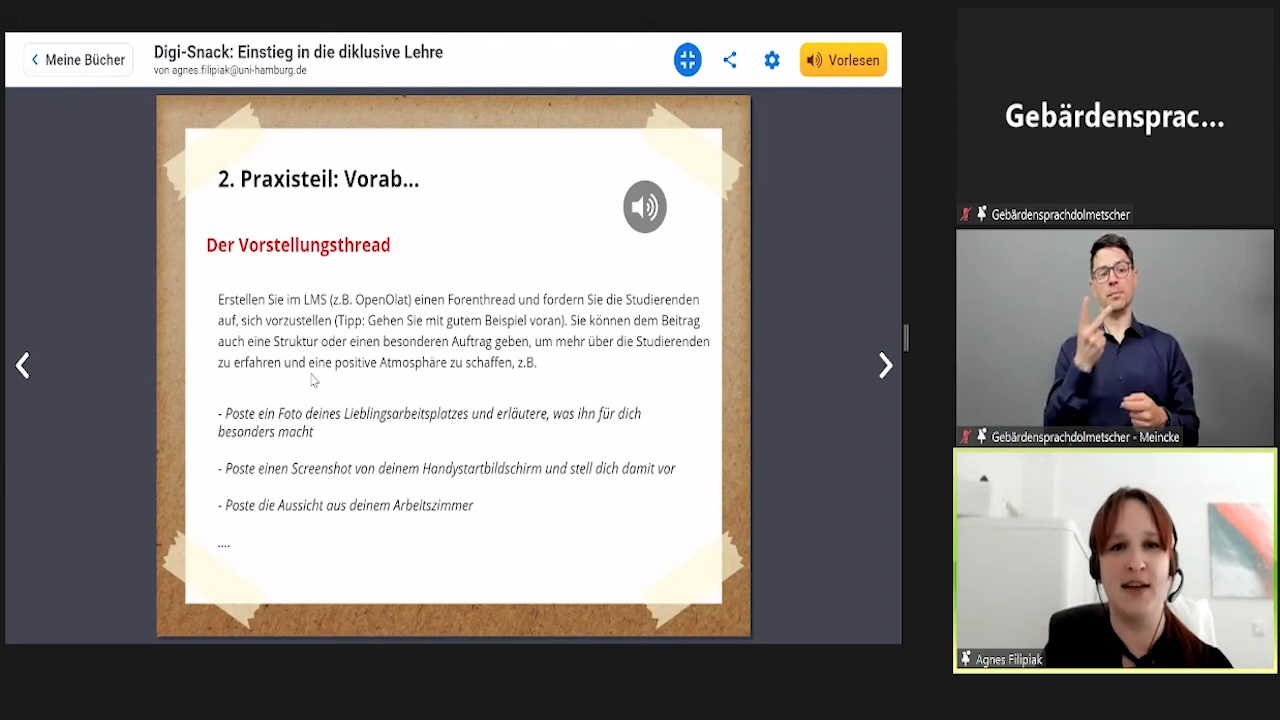 Meine Bücher
Digi-Snack: Einstieg in die diklusive Lehre
von agnes.filipiak@uni-hamburg.de
Vorlesen
2. Praxisteil: Vorab...
Der Vorstellungsthread
Erstellen Sie im LMS (z.B. OpenOlat) einen Forenthread und fordern Sie die Studierenden
auf, sich vorzustellen (Tipp: Gehen Sie mit gutem Beispiel voran). Sie können dem Beitrag
auch eine Struktur oder einen besonderen Auftrag geben, um mehr über die Studierenden
zu erfahren und eine positive Atmosphäre zu schaffen, z.B.
- Poste ein Foto deines Lieblingsarbeitsplatzes und erläutere, was ihn für dich
besonders macht
- Poste einen Screenshot von deinem Handystartbildschirm und stell dich damit vor
- Poste die Aussicht aus deinem Arbeitszimmer
....
Gebärdensprac...
Gebärdensprachdolmetscher
Gebärdensprachdolmetscher - Meincke
Agnes Filipiak